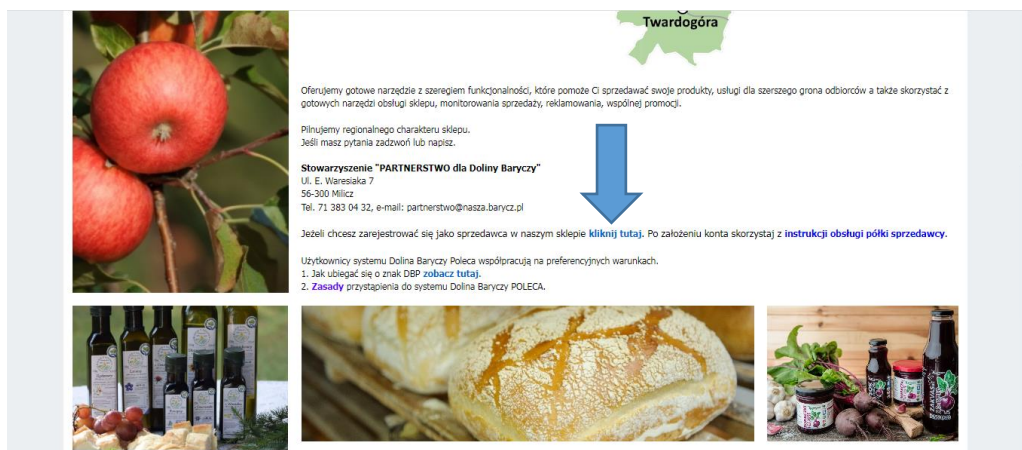 Twardogóra
Oferujemy gotowe narzędzie z szeregiem funkcjonalności, które pomoże Ci sprzedawać swoje produkty, usługi dla szerszego grona odbiorców a także skorzystać z
gotowych narzędzi obsługi sklepu, monitorowania sprzedaży, reklamowania, wspólnej promocji.
Pilnujemy regionalnego charakteru sklepu.
Jeśli masz pytania zadzwoń lub napisz.
Stowarzyszenie "PARTNERSTWO dla Doliny Baryczy"
Ul. E. Waresiaka 7
56-300 Milicz
Tel. 71 383 04 32, e-mail: partnerstwo@nasza.barycz.pl
Jeżeli chcesz zarejestrować się jako sprzedawca w naszym sklepie kliknij tutaj. Po założeniu konta skorzystaj z instrukcji obsługi półki sprzedawcy.
Użytkownicy systemu Dolina Baryczy Poleca współpracują na preferencyjnych warunkach.
1. Jak ubiegać się o znak DBP zobacz tutaj.
2. Zasady przystąpienia do systemu Dolina Baryczy POLECA.